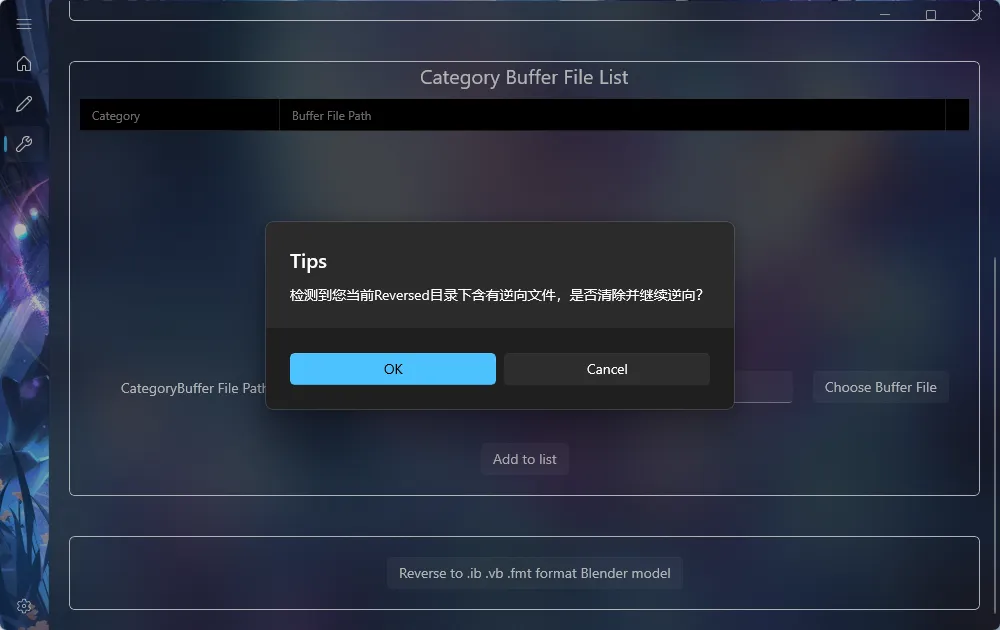 Category Buffer File List
Category Buffer File Path
Tips
检测到您当前Reversed目录下含有逆向文件，是否清除并继续逆向？
OK Cancel
CategoryBuffer File Path Choose Buffer File
Add to list
Reverse to .ib .vb .fmt format Blender model